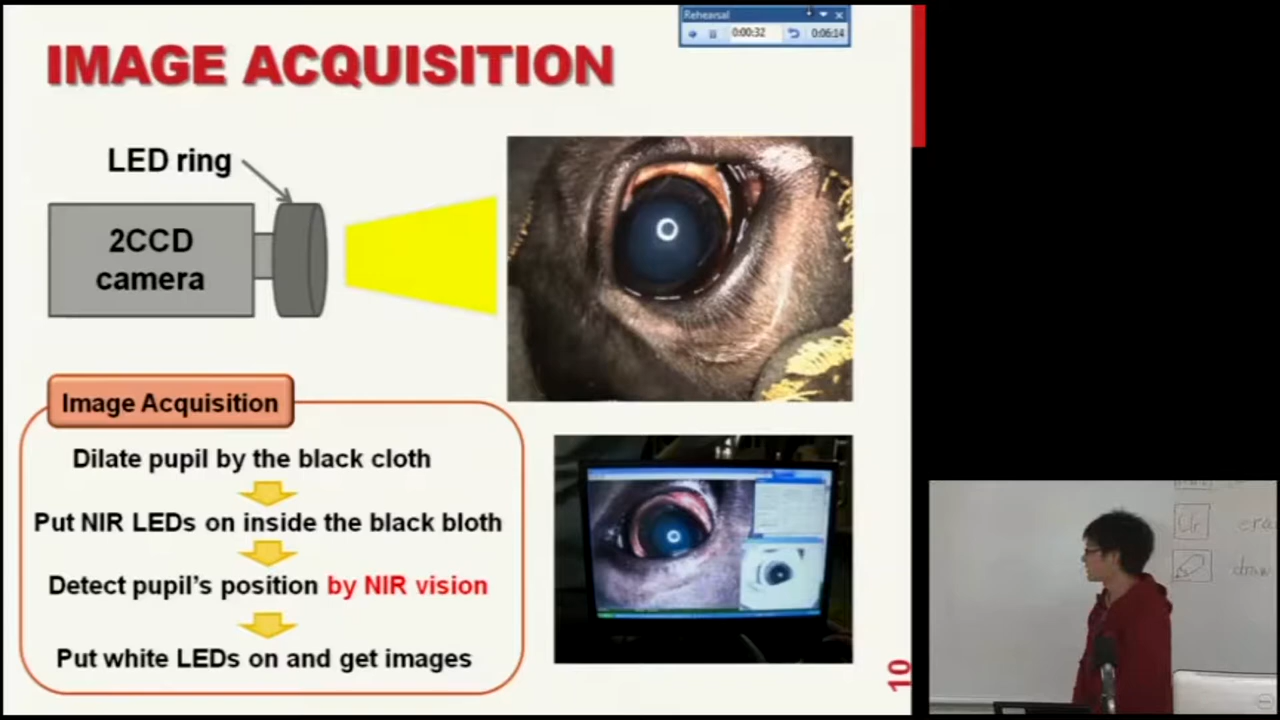 Rehearsal
0:00:32
0:06:14
IMAGE ACQUISITION
LED ring
2CCD
camera
Image Acquisition
Dilate pupil by the black cloth
Put NIR LEDs on inside the black bloth
Detect pupil's position by NIR vision
Put white LEDs on and get images
10
era
draw